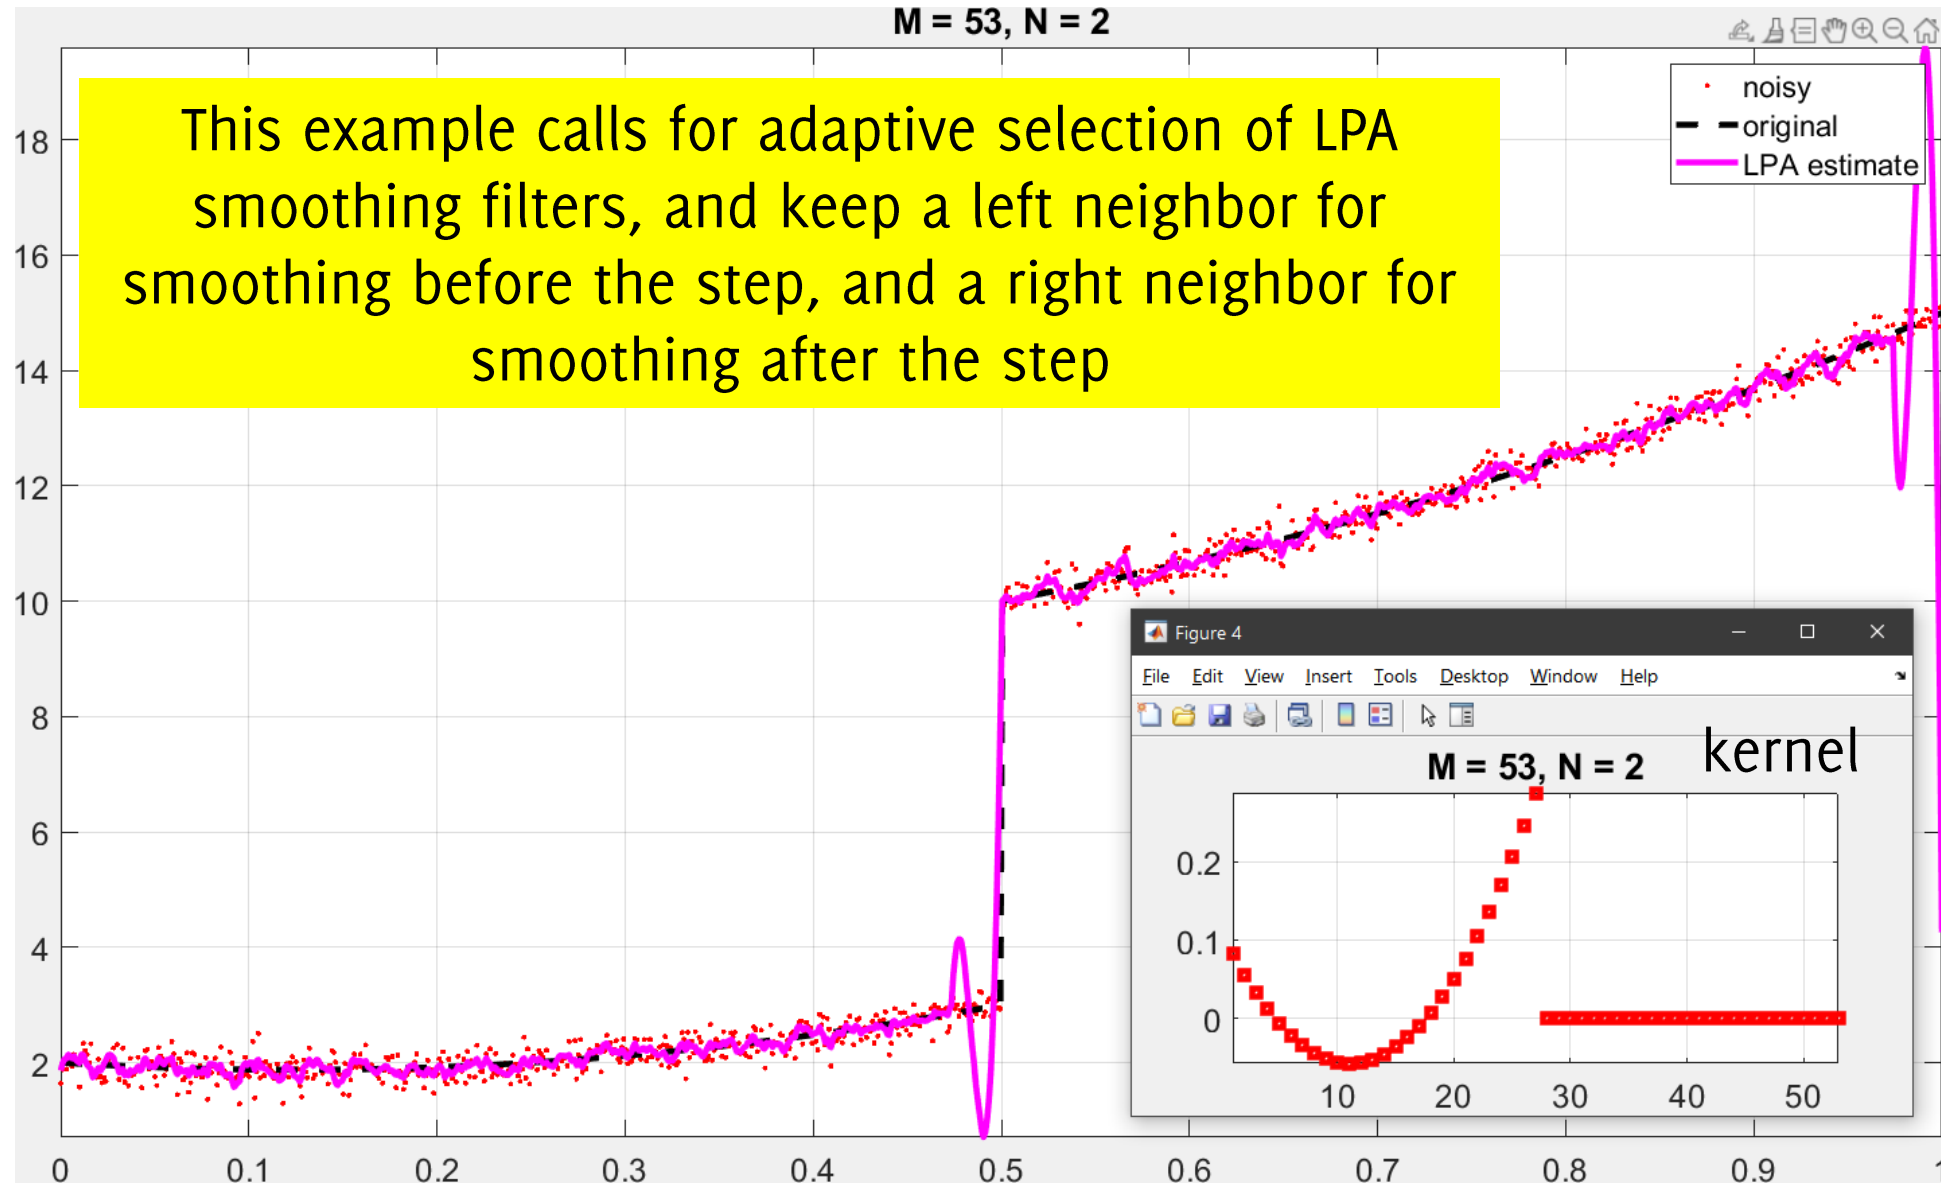 M = 53, N = 2
This example calls for adaptive selection of LPA
smoothing filters, and keep a left neighbor for
smoothing before the step, and a right neighbor for
smoothing after the step
noisy
original
LPA estimate
18
16
14
12
10
8
6
4
2
0 0.1 0.2 0.3 0.4 0.5 0.6 0.7 0.8 0.9
Figure 4
File Edit View Insert Tools Desktop Window Help
kernel
M = 53, N = 2
0.2
0.1
0
10 20 30 40 50